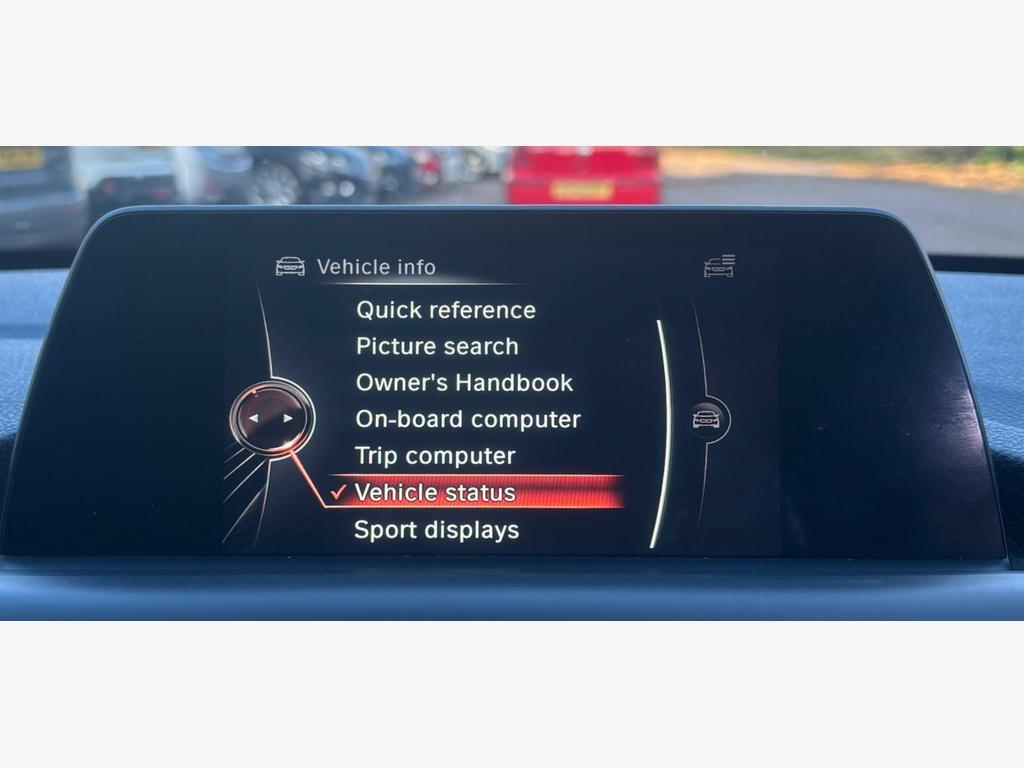 Vehicle info
Quick reference
Picture search
Owner's Handbook
On-board computer
Trip computer
Vehicle status
Sport displays